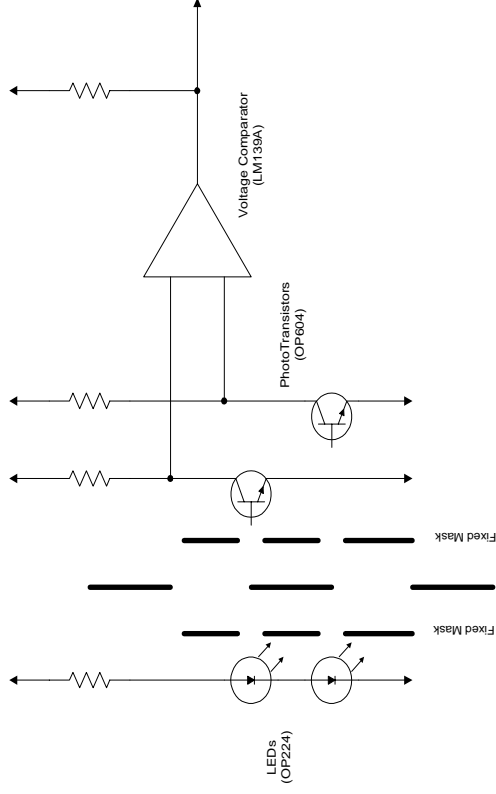 Voltage Comparator
(LM139A)
PhotoTransistors
(OP604)
Fixed Mask
Fixed Mask
LEDs
(OP224)